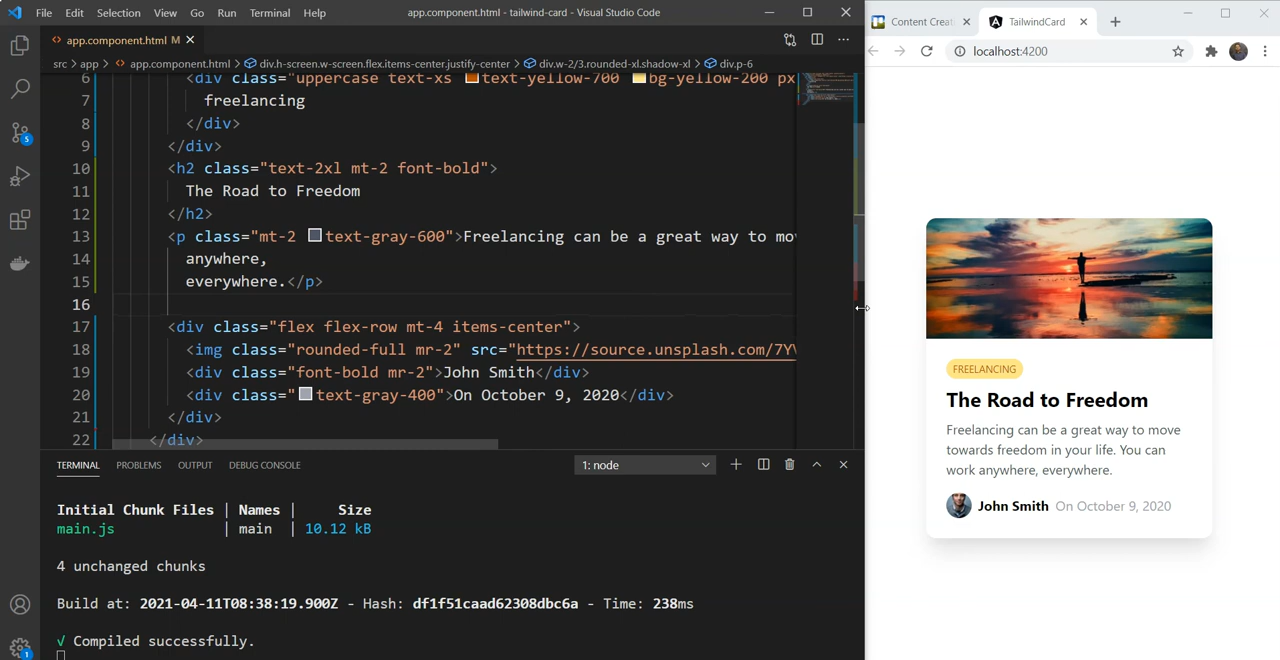 File Edit Selection View Go Run Terminal Help app.component.html - tailwind-card - Visual Studio Code
app.component.html M
src > app > app.component.html > div.h-screen.w-screen.flex.items-center.justify-center > div.w-2/3.rounded-xl.shadow-xl > div.p-6
6 <div class="uppercase text-xs text-yellow-700 bg-yellow-200 px
7 freelancing
8 </div>
9 </div>
10 <h2 class="text-2xl mt-2 font-bold">
11 The Road to Freedom
12 </h2>
13 <p class="mt-2 text-gray-600">Freelancing can be a great way to mov
14 anywhere,
15 everywhere.</p>
16
17 <div class="flex flex-row mt-4 items-center">
18 <img class="rounded-full mr-2" src="https://source.unsplash.com/7YV
19 <div class="font-bold mr-2">John Smith</div>
20 <div class="text-gray-400">On October 9, 2020</div>
21 </div>
22 </div>
5
1
TERMINAL PROBLEMS OUTPUT DEBUG CONSOLE 1: node
Initial Chunk Files | Names | Size
main.js | main | 10.12 kB
4 unchanged chunks
Build at: 2021-04-11T08:38:19.900Z - Hash: df1f51caad62308dbc6a - Time: 238ms
√ Compiled successfully.
Content Creat TailwindCard
localhost:4200
FREELANCING
The Road to Freedom
Freelancing can be a great way to move
towards freedom in your life. You can
work anywhere, everywhere.
John Smith On October 9, 2020